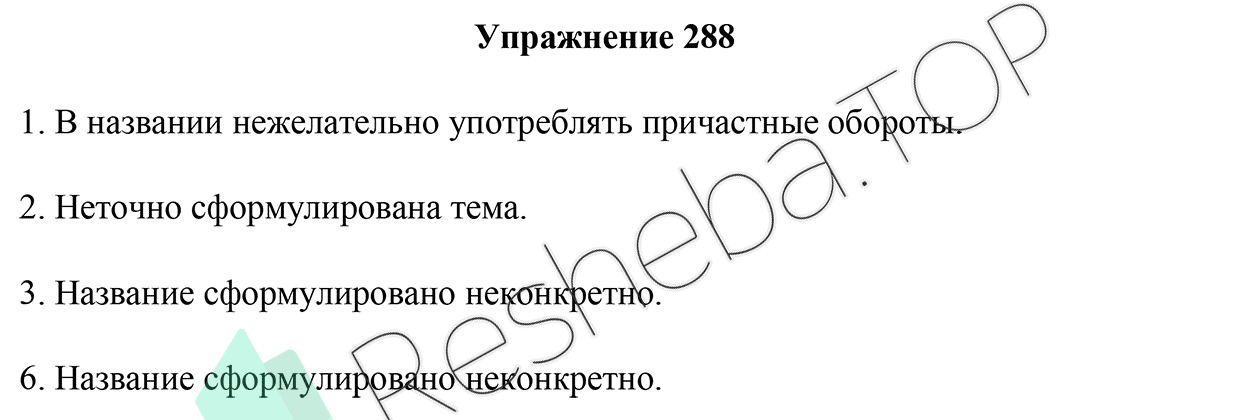 Упражнение 288
1. В названии нежелательно употреблять причастные обороты.
2. Неточно сформулирована тема.
3. Название сформулировано неконкретно.
6. Название сформулировано неконкретно.
Resheba.TOP